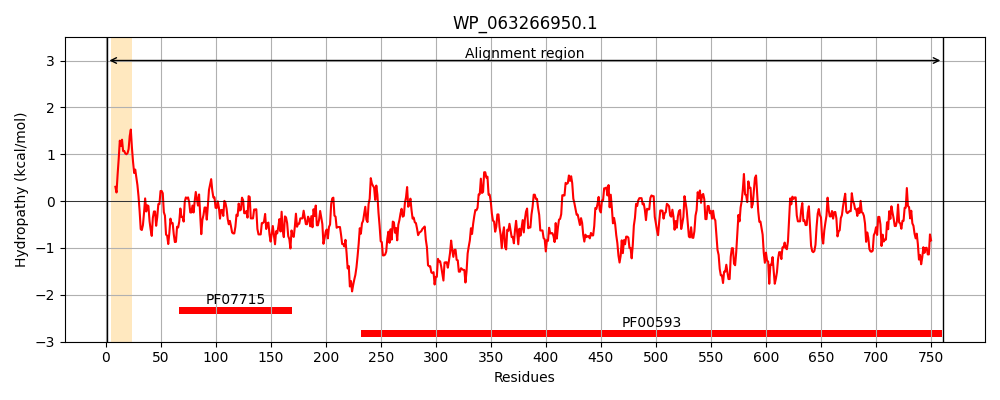 WP_063266950.1
Alignment region
Hydropathy (kcal/mol)
3
2
1
0
−1
−2
−3
PF07715
PF00593
0 50 100 150 200 250 300 350 400 450 500 550 600 650 700 750
Residues